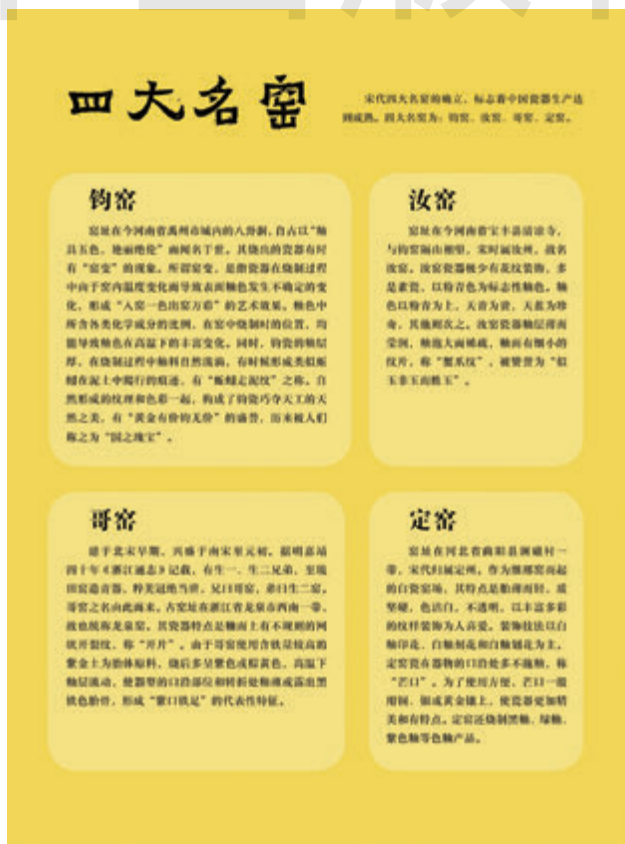 四大名窑
宋代四大名窑的确立，标志着中国瓷器生产达
到成熟。四大名窑为：钧窑、汝窑、哥窑、定窑。
钧窑
窑址在今河南省禹州市城内的八卦洞，自古以“釉
具五色，艳丽绝伦”而闻名于世。其烧出的瓷器有时
有“窑变”的现象。所谓窑变，是指瓷器在烧制过程
中由于窑内温度变化而导致表面釉色发生不确定的变
化，形成“入窑一色出窑万彩”的艺术效果。釉色中
所含各类化学成分的比例，在窑中烧制时的位置，均
能导致釉色在高温下的丰富变化。同时，钧瓷的釉层
厚，在烧制过程中釉料自然流淌，有时候形成类似蚯
蚓在泥土中爬行的痕迹，有“蚯蚓走泥纹”之称。自
然形成的纹理和色彩一起，构成了钧瓷巧夺天工的天
然之美，有“黄金有价钧无价”的盛誉，历来被人们
称之为“国之瑰宝”。
汝窑
窑址在今河南省宝丰县清凉寺，
与钧窑隔山相望，宋时属汝州，故名
汝窑。汝窑瓷器极少有花纹装饰，多
是素瓷，以粉青色为标志性釉色。釉
色以粉青为上，天青为贵，天蓝为珍
奇，其他则次之。汝窑瓷器釉层薄而
莹润，釉泡大而稀疏，釉面有细小的
纹片，称“蟹爪纹”，被赞誉为“似
玉非玉而胜玉”。
哥窑
建于北宋早期，兴盛于南宋至元初。据明嘉靖
四十年《浙江通志》记载，有生一、生二兄弟，至琉
田窑造青器，粹美冠绝当世，兄曰哥窑，弟曰生二窑。
哥窑之名由此而来。古窑址在浙江省龙泉市西南一带，
故也统称龙泉窑。其瓷器特点是釉面上有不规则的网
状开裂纹，称“开片”。由于哥窑使用含铁量较高的
紫金土为胎体原料，烧后多呈紫色或棕黄色，高温下
釉层流动，使器型的口沿部位和转折处釉薄或露出黑
铁色胎骨，形成“紫口铁足”的代表性特征。
定窑
窑址在河北省曲阳县涧磁村一
带，宋代归属定州。作为继邢窑而起
的白瓷窑场，其特点是胎薄而轻，质
坚硬，色洁白，不透明，以丰富多彩
的纹样装饰为人喜爱。装饰技法以白
釉印花、白釉刻花和白釉划花为主。
定窑瓷在器物的口沿处多不施釉，称
“芒口”。为了使用方便，芒口一般
用铜、银或黄金镶上，使瓷器更加精
美和有特点。定窑还烧制黑釉、绿釉、
紫色釉等色釉产品。